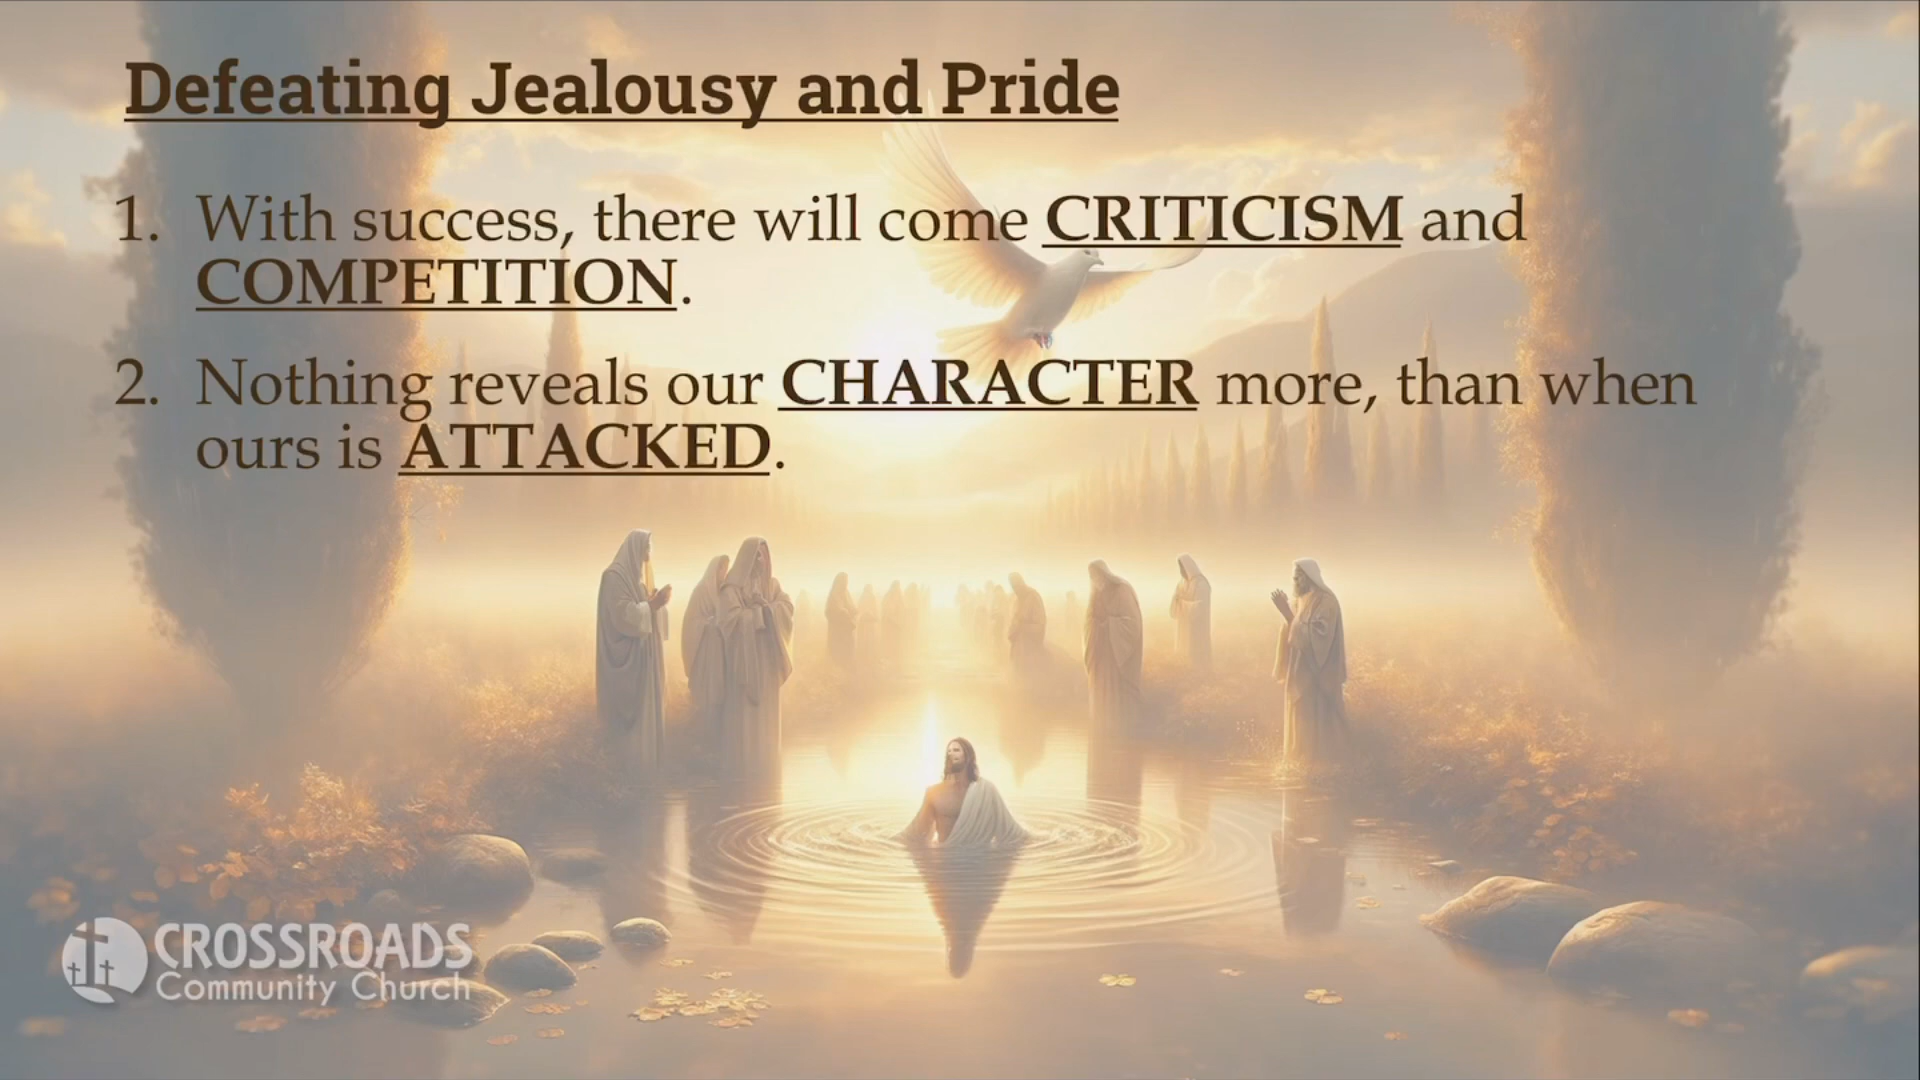 Defeating Jealousy and Pride
1. With success, there will come CRITICISM and
COMPETITION.
2. Nothing reveals our CHARACTER more, than when
ours is ATTACKED.
CROSSROADS
Community Church